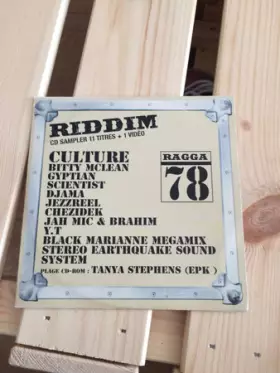 RIDDIM
CD SAMPLER 11 TITRES + 1 VIDÉO
CULTURE
BITTY MCLEAN
GYPTIAN
SCIENTIST
DJAMA
JEZZREEL
CHEZIDEK
JAH MIC & BRAHIM
Y.T
BLACK MARIANNE MEGAMIX
STEREO EARTHQUAKE SOUND
SYSTEM
PLAGE CD-ROM : TANYA STEPHENS (EPK )
RAGGA
78